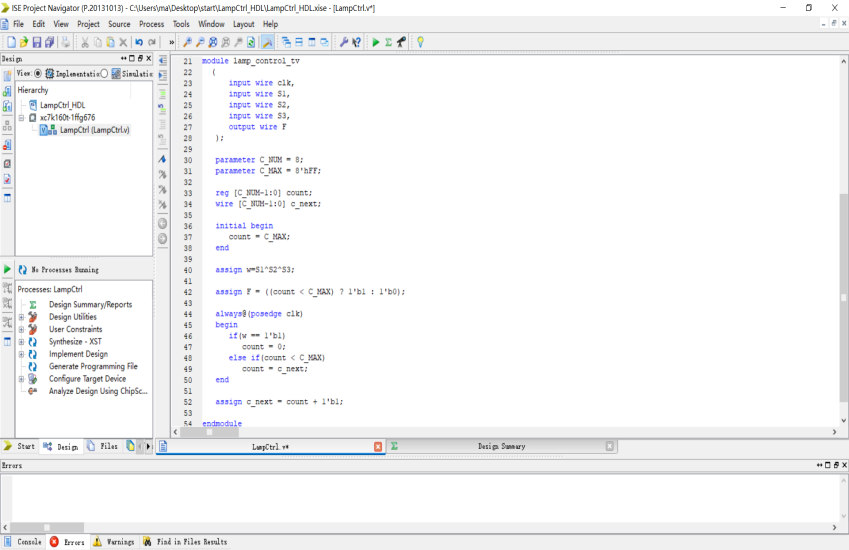 ISE Project Navigator (P.20131013) - C:\Users\ma\Desktop\start\LampCtrl_HDL\LampCtrl_HDL.xise - [LampCtrl.v*]
File Edit View Project Source Process Tools Window Layout Help
Design
View: Implementatio Simulatio
Hierarchy
LampCtrl_HDL
xc7k160t-1ffg676
LampCtrl (LampCtrl.v)
No Processes Running
Processes: LampCtrl
Design Summary/Reports
Design Utilities
User Constraints
Synthesize - XST
Implement Design
Generate Programming File
Configure Target Device
Analyze Design Using ChipSc...
Start Design Files
21 module lamp_control_tv
22 (
23 input wire clk,
24 input wire S1,
25 input wire S2,
26 input wire S3,
27 output wire F
28 );
29
30 parameter C_NUM = 8;
31 parameter C_MAX = 8'hFF;
32
33 reg [C_NUM-1:0] count;
34 wire [C_NUM-1:0] c_next;
35
36 initial begin
37 count = C_MAX;
38 end
39
40 assign w=S1^S2^S3;
41
42 assign F = ((count < C_MAX) ? 1'b1 : 1'b0);
43
44 always@(posedge clk)
45 begin
46 if(w == 1'b1)
47 count = 0;
48 else if(count < C_MAX)
49 count = c_next;
50 end
51
52 assign c_next = count + 1'b1;
53
54 endmodule
LampCtrl.v* Design Summary
Errors
Console Errors Warnings Find in Files Results